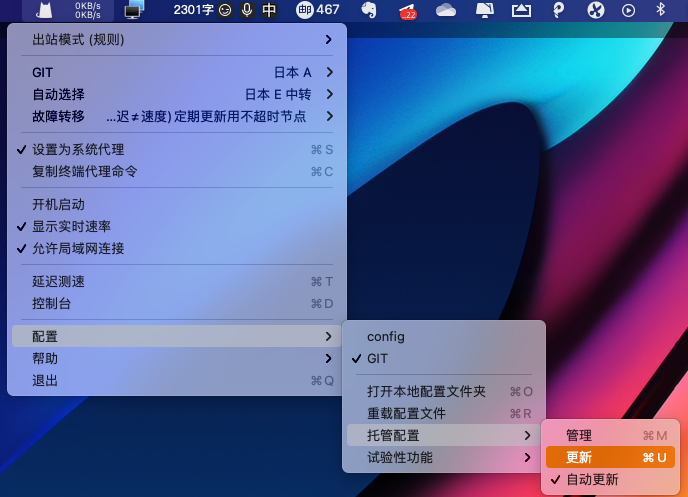 0KB/s
0KB/s
2301字 中 邮 467
22
出站模式 (规则)
GIT 日本 A
自动选择 日本 E 中转
故障转移 ...迟≠速度) 定期更新用不超时节点
设置为系统代理 ⌘ S
复制终端代理命令 ⌘ C
开机启动
显示实时速率
允许局域网连接
延迟测速 ⌘ T
控制台 ⌘ D
配置
帮助
退出 ⌘ Q
config
GIT
打开本地配置文件夹 ⌘ O
重载配置文件 ⌘ R
托管配置
试验性功能
管理 ⌘ M
更新 ⌘ U
自动更新